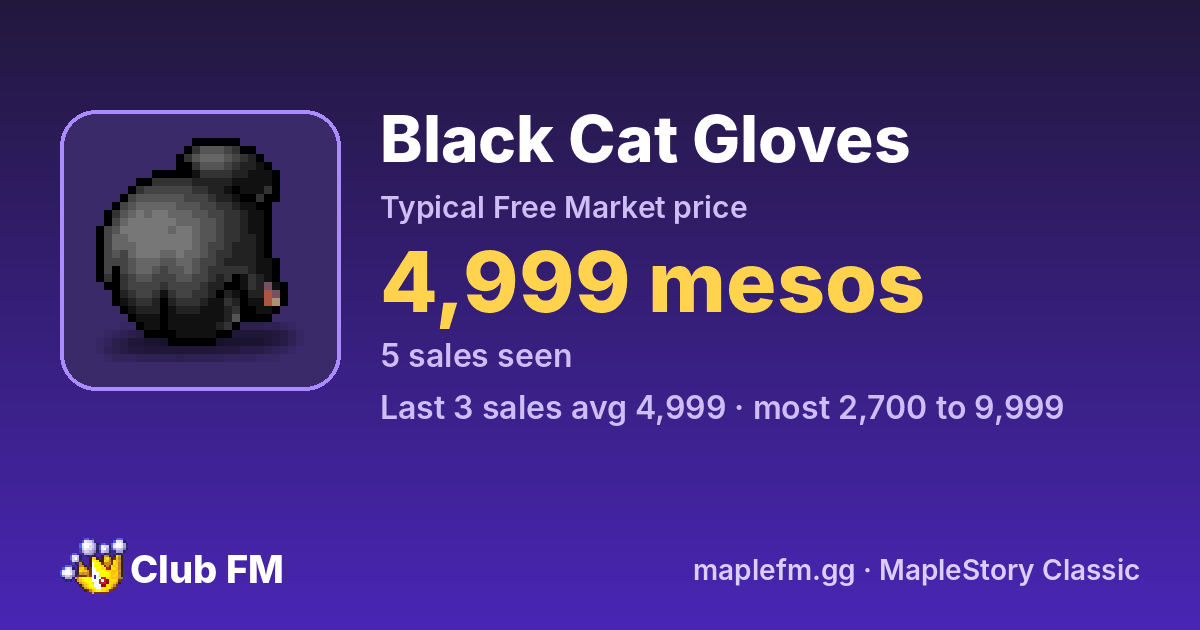 Black Cat Gloves
Typical Free Market price
4,999 mesos
5 sales seen
Last 3 sales avg 4,999 · most 2,700 to 9,999
Club FM
maplefm.gg · MapleStory Classic